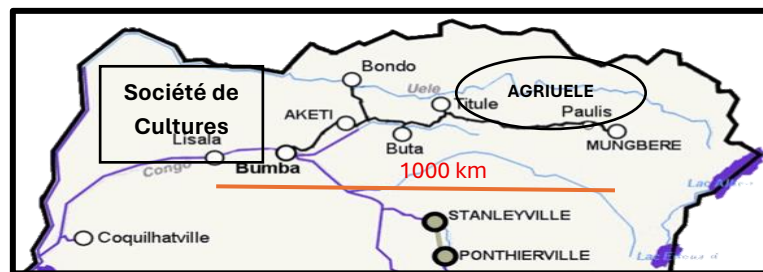 Bondo
Société de
Cultures
Uele
AGRIUELE
Titule
AKETI
Paulis
Buta
MUNGBERE
Lisala
Bumba
Congo
1000 km
STANLEYVILLE
Coquilhatville
PONTHIERVILLE